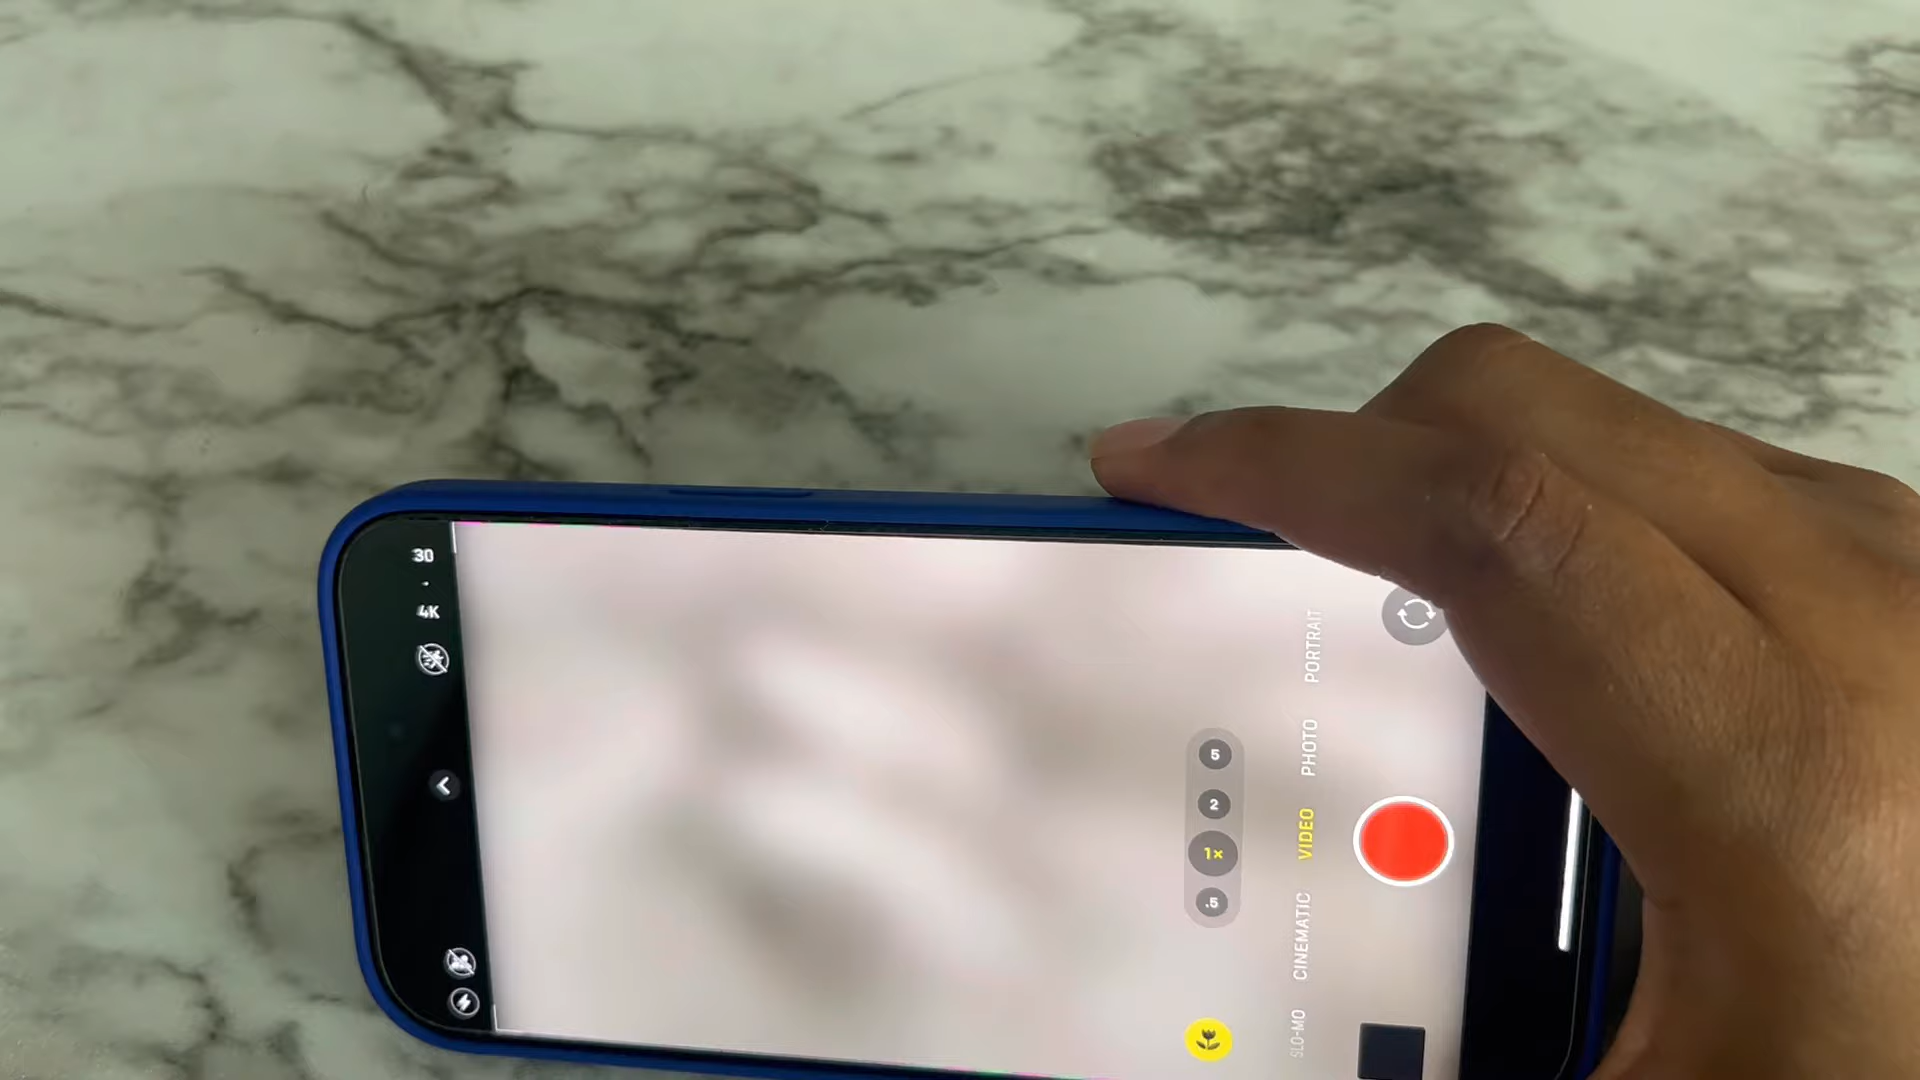 30 · 4K
5
2
1×
.5
PORTRAIT
PHOTO
VIDEO
CINEMATIC
SLO-MO